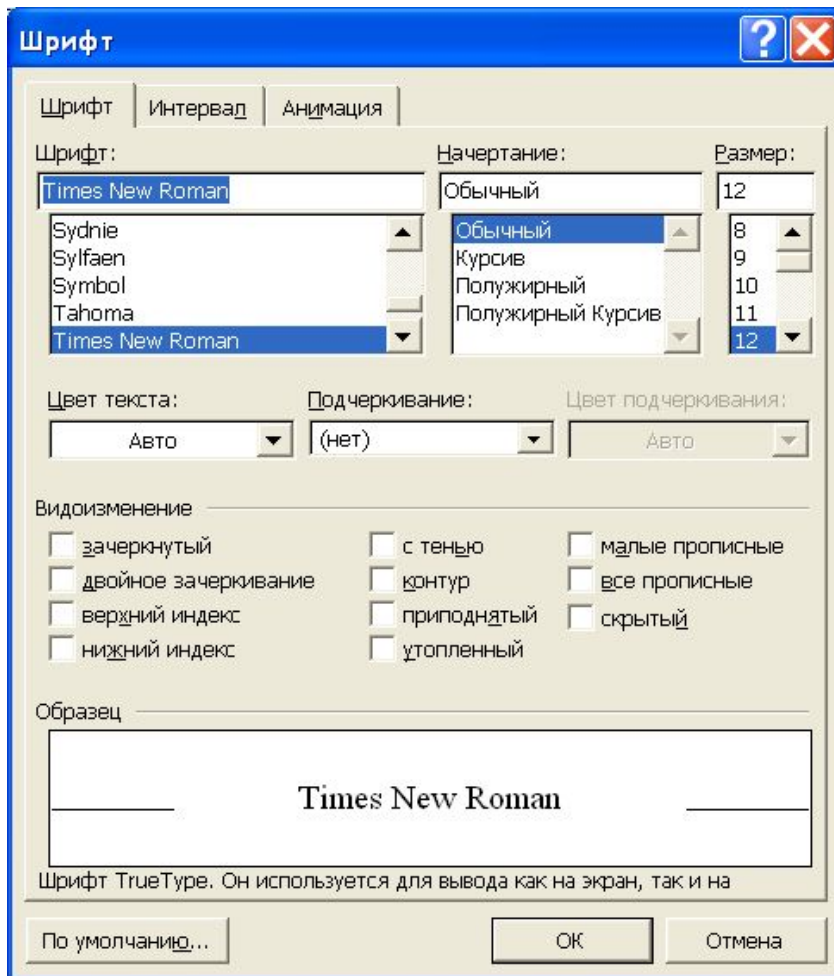 Шрифт
Шрифт Интервал Анимация
Шрифт: Начертание: Размер:
Times New Roman Обычный 12
Sydnie Обычный 8
Sylfaen Курсив 9
Symbol Полужирный 10
Tahoma Полужирный Курсив 11
Times New Roman 12
Цвет текста: Подчеркивание: Цвет подчеркивания:
Авто (нет) Авто
Видоизменение
зачеркнутый с тенью малые прописные
двойное зачеркивание контур все прописные
верхний индекс приподнятый скрытый
нижний индекс утопленный
Образец
Times New Roman
Шрифт TrueType. Он используется для вывода как на экран, так и на
По умолчанию... ОК Отмена